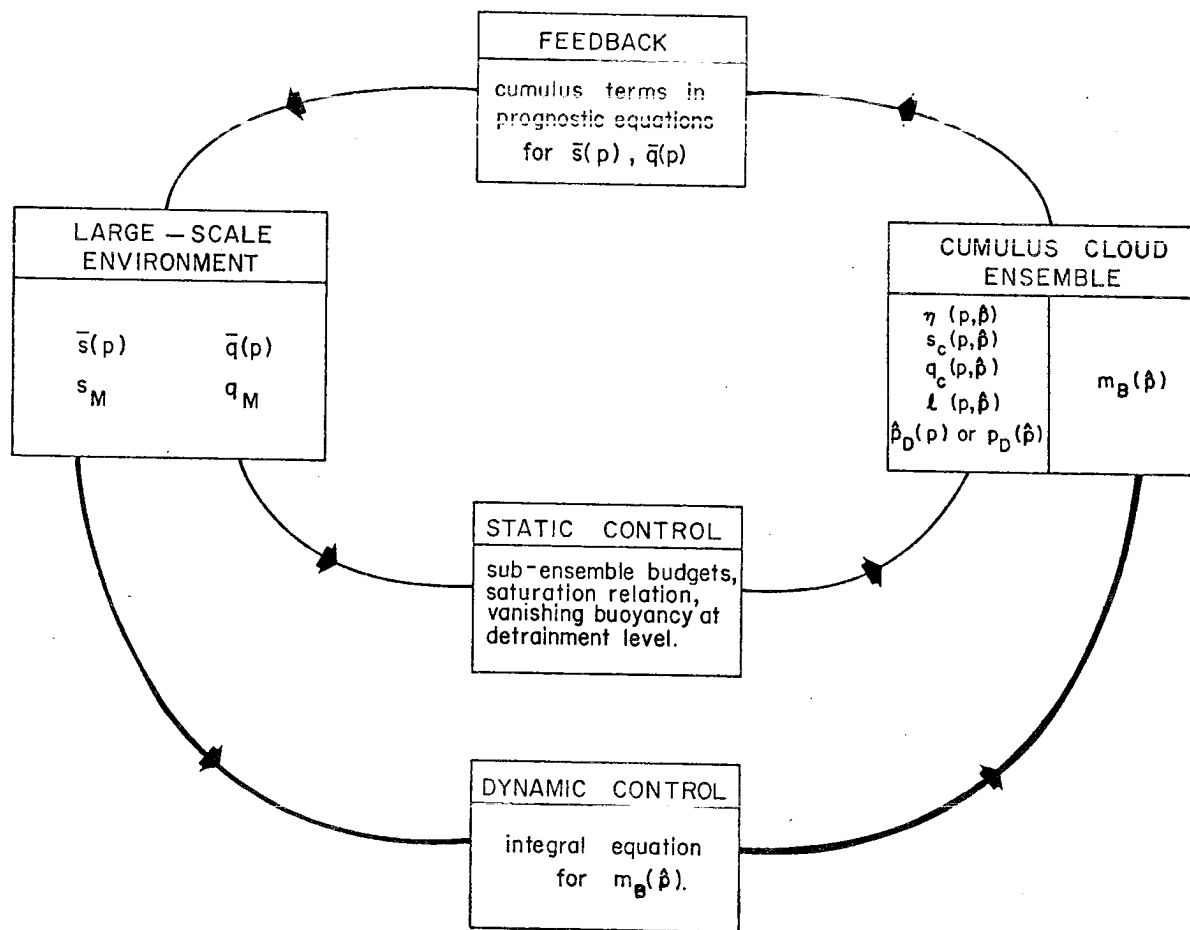 FEEDBACK
cumulus terms in
prognostic equations
for s̄(p), q̄(p)
LARGE – SCALE
ENVIRONMENT
s̄(p) q̄(p)
s_M q_M
CUMULUS CLOUD
ENSEMBLE
η (p,p̂)
s_c(p,p̂)
q_c(p,p̂)
ℓ (p,p̂)
p̂_D(p) or p_D(p̂)
m_B(p̂)
STATIC CONTROL
sub-ensemble budgets,
saturation relation,
vanishing buoyancy at
detrainment level.
DYNAMIC CONTROL
integral equation
for m_B(p̂).